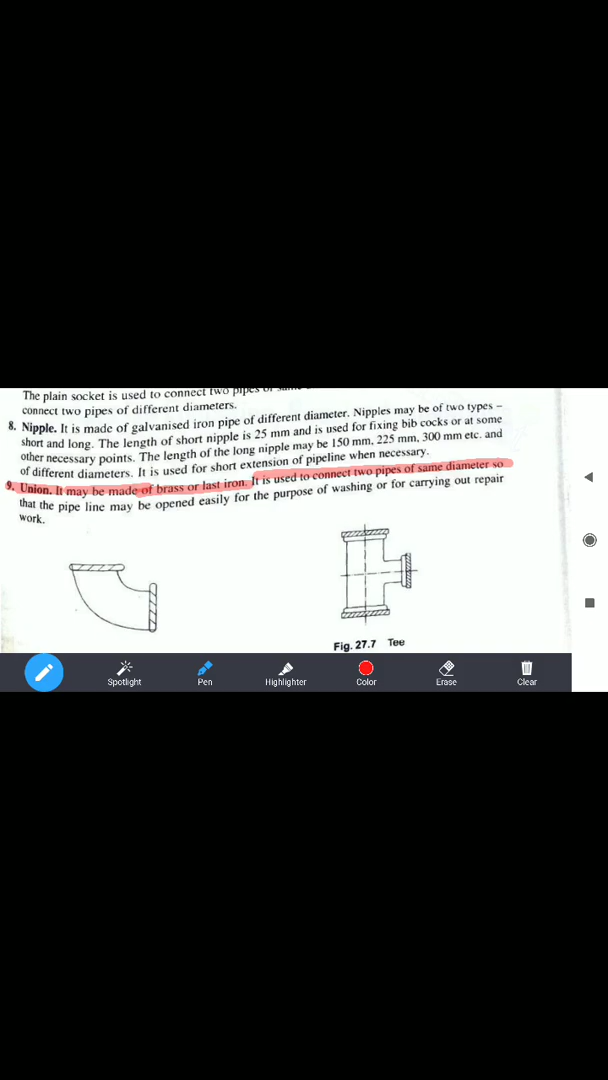 The plain socket is used to connect two pipes of
connect two pipes of different diameters.
8. Nipple. It is made of galvanised iron pipe of different diameter. Nipples may be of two types –
short and long. The length of short nipple is 25 mm and is used for fixing bib cocks or at some
other necessary points. The length of the long nipple may be 150 mm, 225 mm, 300 mm etc. and
of different diameters. It is used for short extension of pipeline when necessary.
9. Union. It may be made of brass or last iron. It is used to connect two pipes of same diameter so
that the pipe line may be opened easily for the purpose of washing or for carrying out repair
work.
Fig. 27.7 Tee
Spotlight
Pen
Highlighter
Color
Erase
Clear